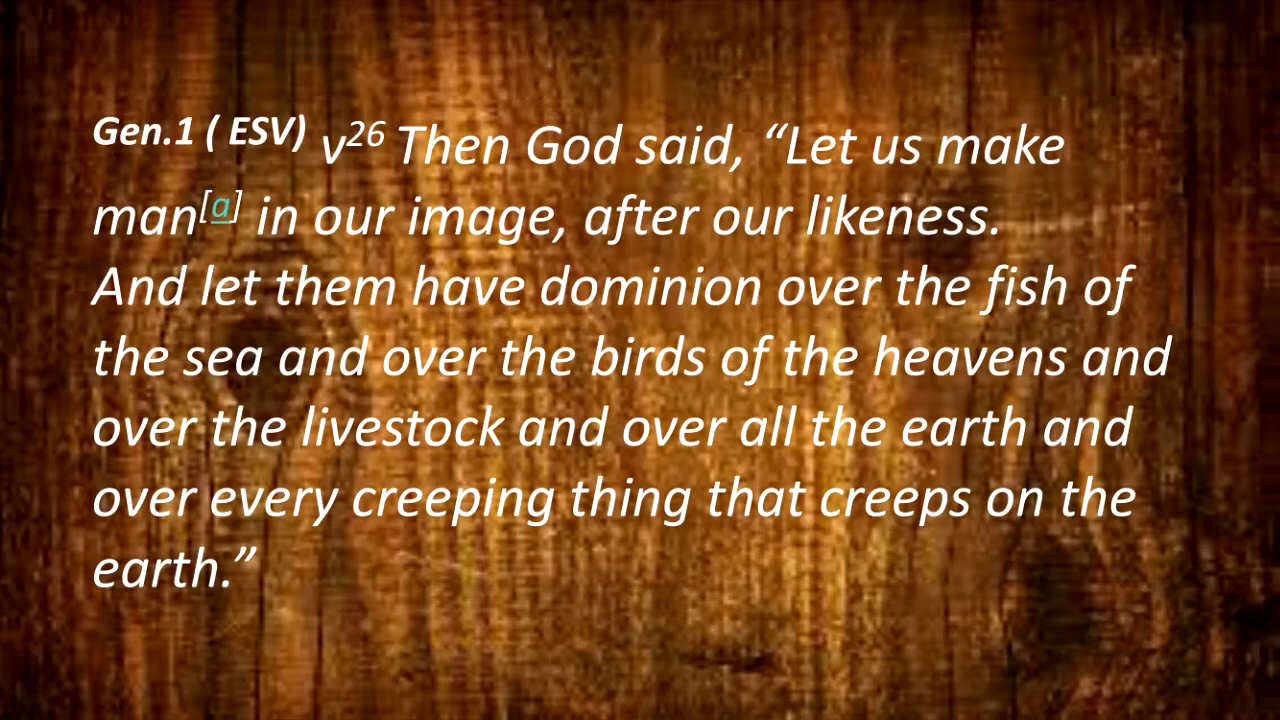 Gen.1 ( ESV) v26 Then God said, “Let us make
man[a] in our image, after our likeness.
And let them have dominion over the fish of
the sea and over the birds of the heavens and
over the livestock and over all the earth and
over every creeping thing that creeps on the
earth.”